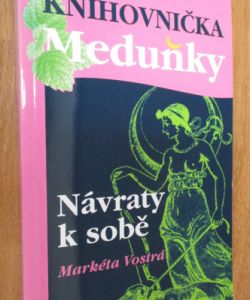 KNIHOVNIČKA
Meduňky
Návraty
k sobě
Markéta Vostrá